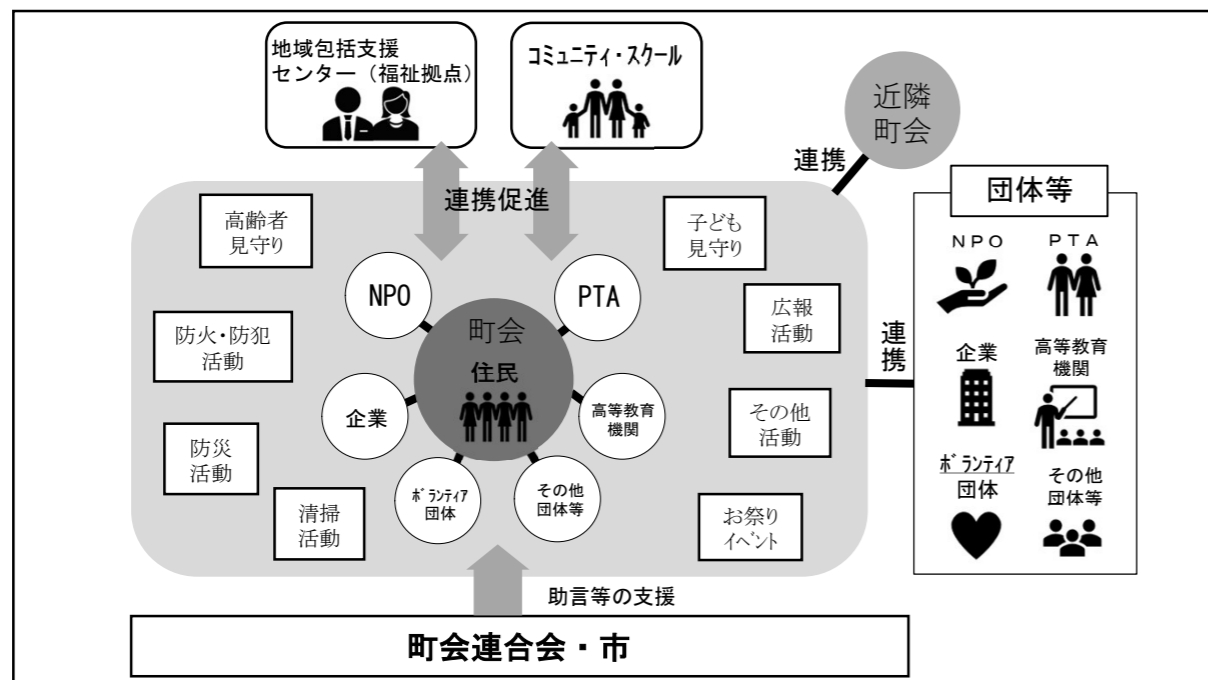 地域包括支援
センター（福祉拠点）
コミュニティ・スクール
近隣
町会
連携
連携促進
団体等
高齢者
見守り
子ども
見守り
NPO
PTA
NPO
PTA
防火・防犯
活動
町会
住民
広報
活動
連携
企業
高等教育
機関
企業
高等教育
機関
その他
活動
防災
活動
ボランティア
団体
その他
団体等
ボランティア
団体
その他
団体等
清掃
活動
お祭り
イベント
助言等の支援
町会連合会・市